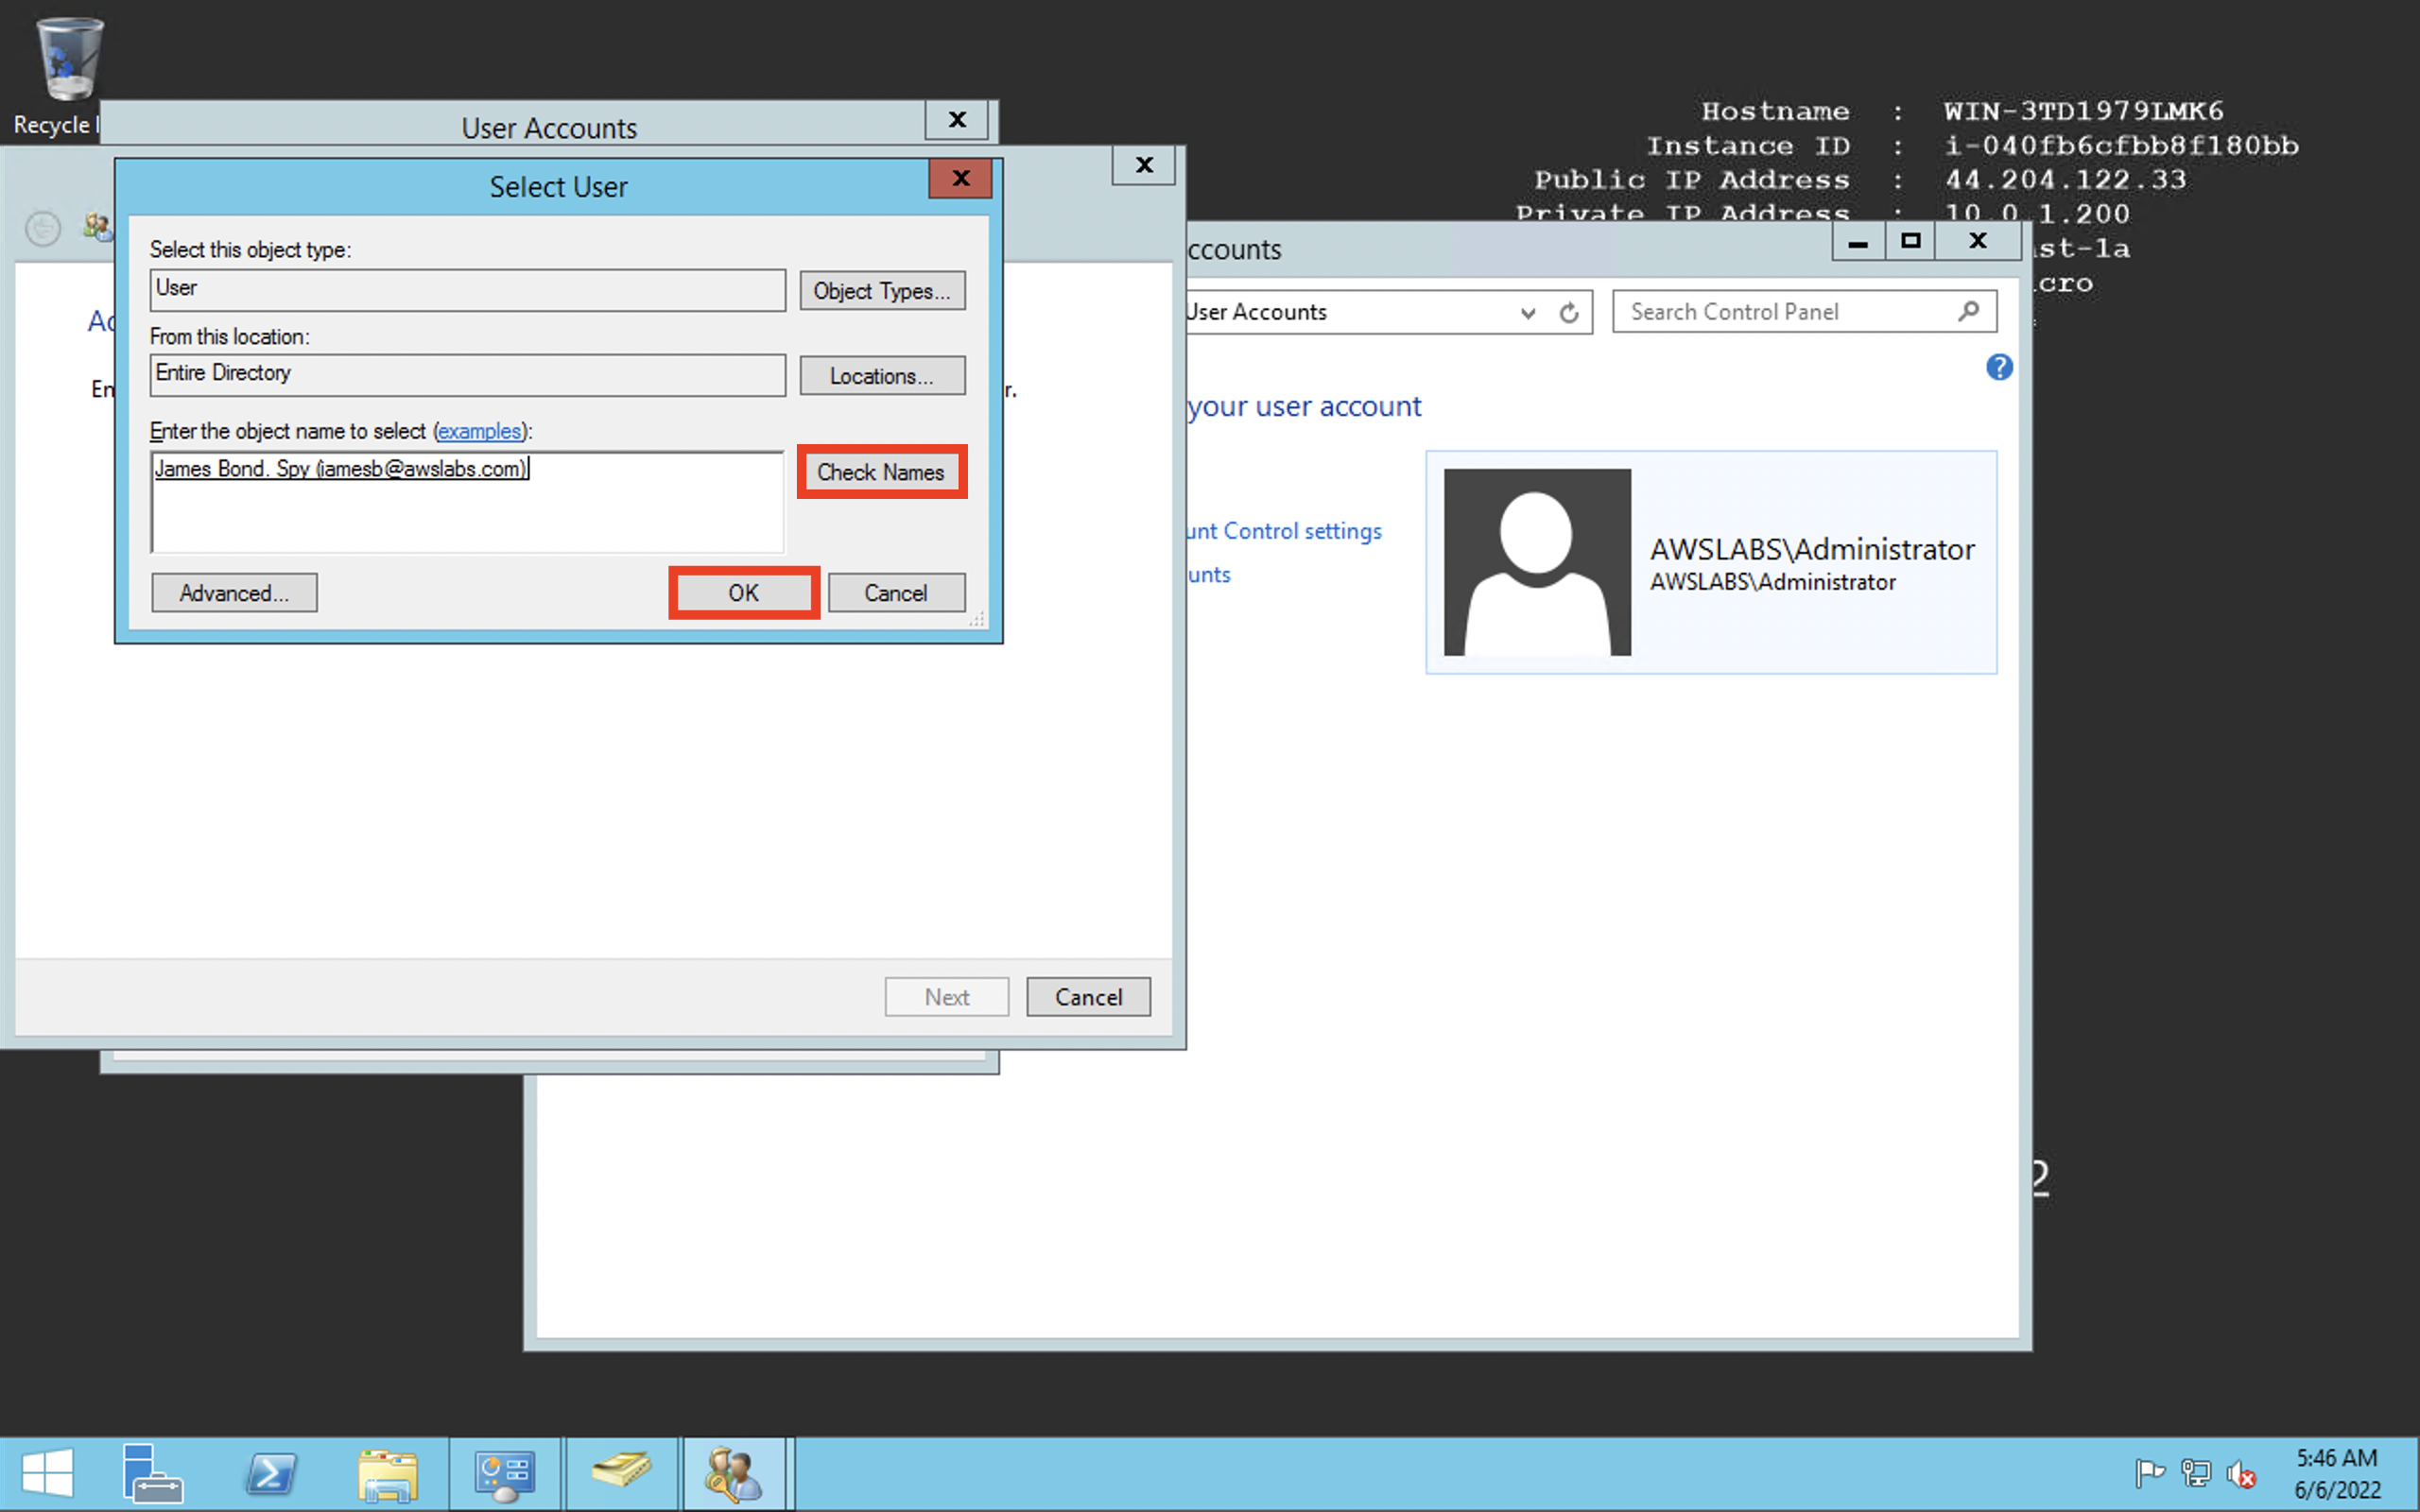 Recycle
User Accounts
Select User
Select this object type:
User
Object Types...
From this location:
Entire Directory
Locations...
Enter the object name to select (examples):
James Bond. Spy (jamesb@awslabs.com)
Check Names
Advanced...
OK
Cancel
r.
Next
Cancel
Hostname : WIN-3TD1979LMK6
Instance ID : i-040fb6cfbb8f180bb
Public IP Address : 44.204.122.33
Private IP Address : 10.0.1.200
st-1a
cro
ccounts
User Accounts
Search Control Panel
your user account
unt Control settings
unts
AWSLABS\Administrator
AWSLABS\Administrator
2
5:46 AM
6/6/2022